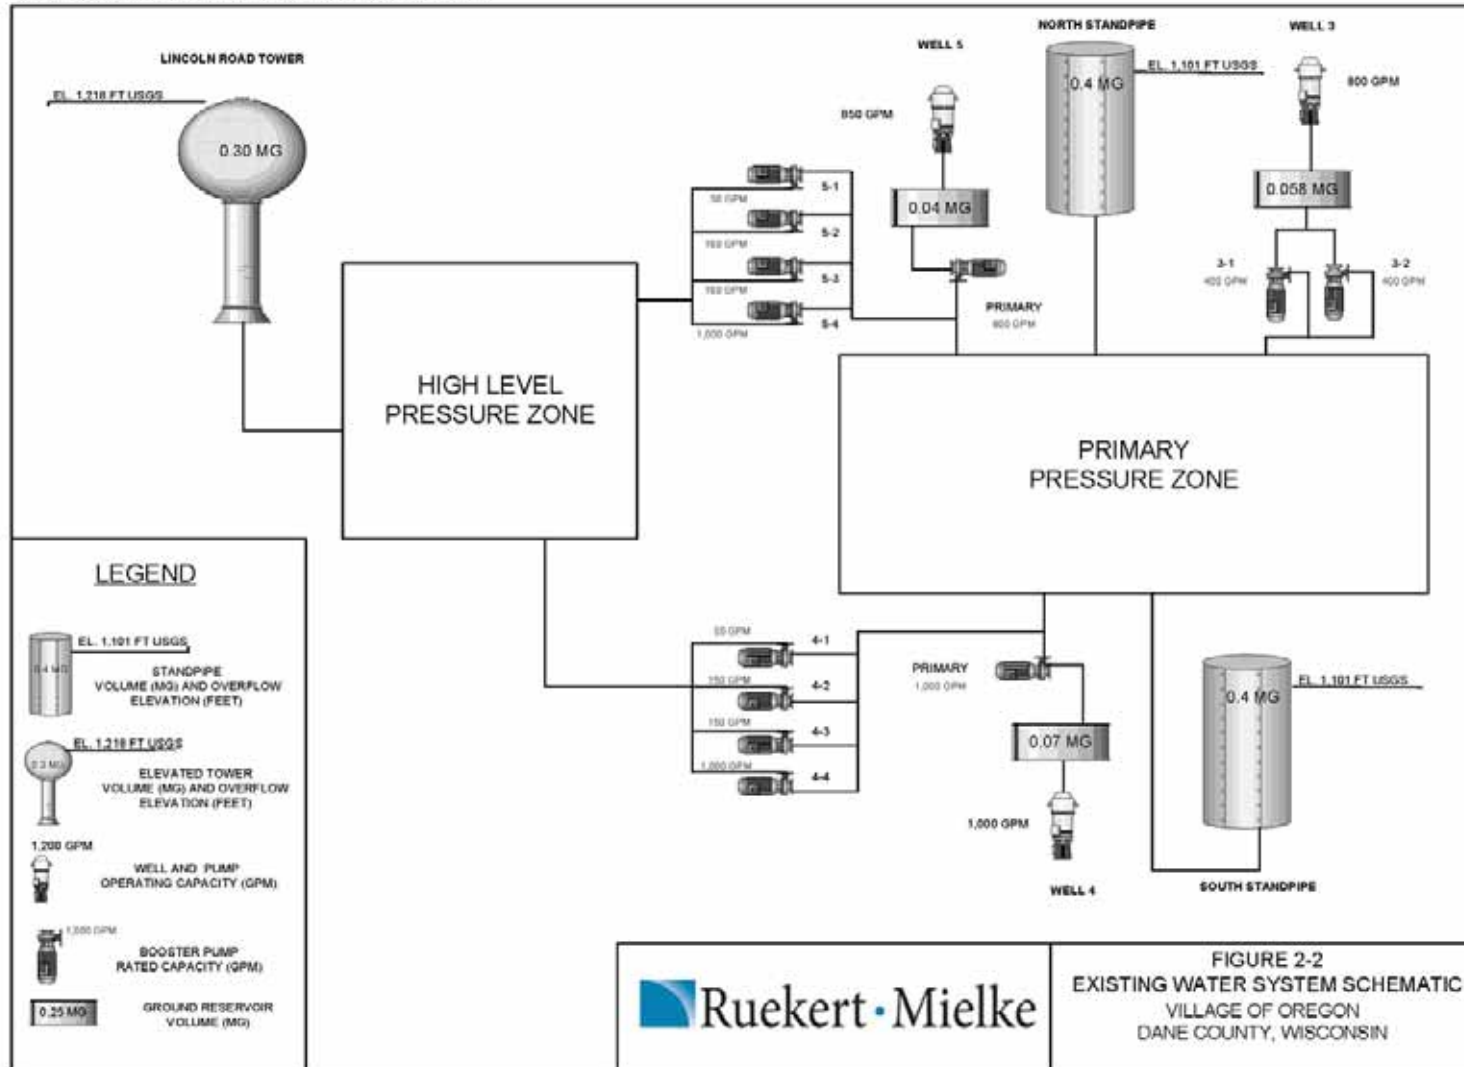 LINCOLN ROAD TOWER
EL. 1,218 FT USGS
0.30 MG
HIGH LEVEL
PRESSURE ZONE
5-1
50 GPM
5-2
5-3
5-4
1,000 GPM
WELL 5
850 GPM
0.04 MG
PRIMARY
800 GPM
NORTH STANDPIPE
EL. 1,101 FT USGS
0.4 MG
WELL 3
800 GPM
0.058 MG
3-1
400 GPM
3-2
400 GPM
PRIMARY
PRESSURE ZONE
4-1
50 GPM
4-2
150 GPM
4-3
150 GPM
4-4
1,000 GPM
PRIMARY
1,000 GPM
0.07 MG
1,000 GPM
WELL 4
EL. 1,101 FT USGS
0.4 MG
SOUTH STANDPIPE
LEGEND
EL. 1,101 FT USGS
0.4 MG
STANDPIPE
VOLUME (MG) AND OVERFLOW
ELEVATION (FEET)
EL. 1,218 FT USGS
0.3 MG
ELEVATED TOWER
VOLUME (MG) AND OVERFLOW
ELEVATION (FEET)
1,200 GPM
WELL AND PUMP
OPERATING CAPACITY (GPM)
1,000 GPM
BOOSTER PUMP
RATED CAPACITY (GPM)
0.25 MG
GROUND RESERVOIR
VOLUME (MG)
Ruekert • Mielke
FIGURE 2-2
EXISTING WATER SYSTEM SCHEMATIC
VILLAGE OF OREGON
DANE COUNTY, WISCONSIN